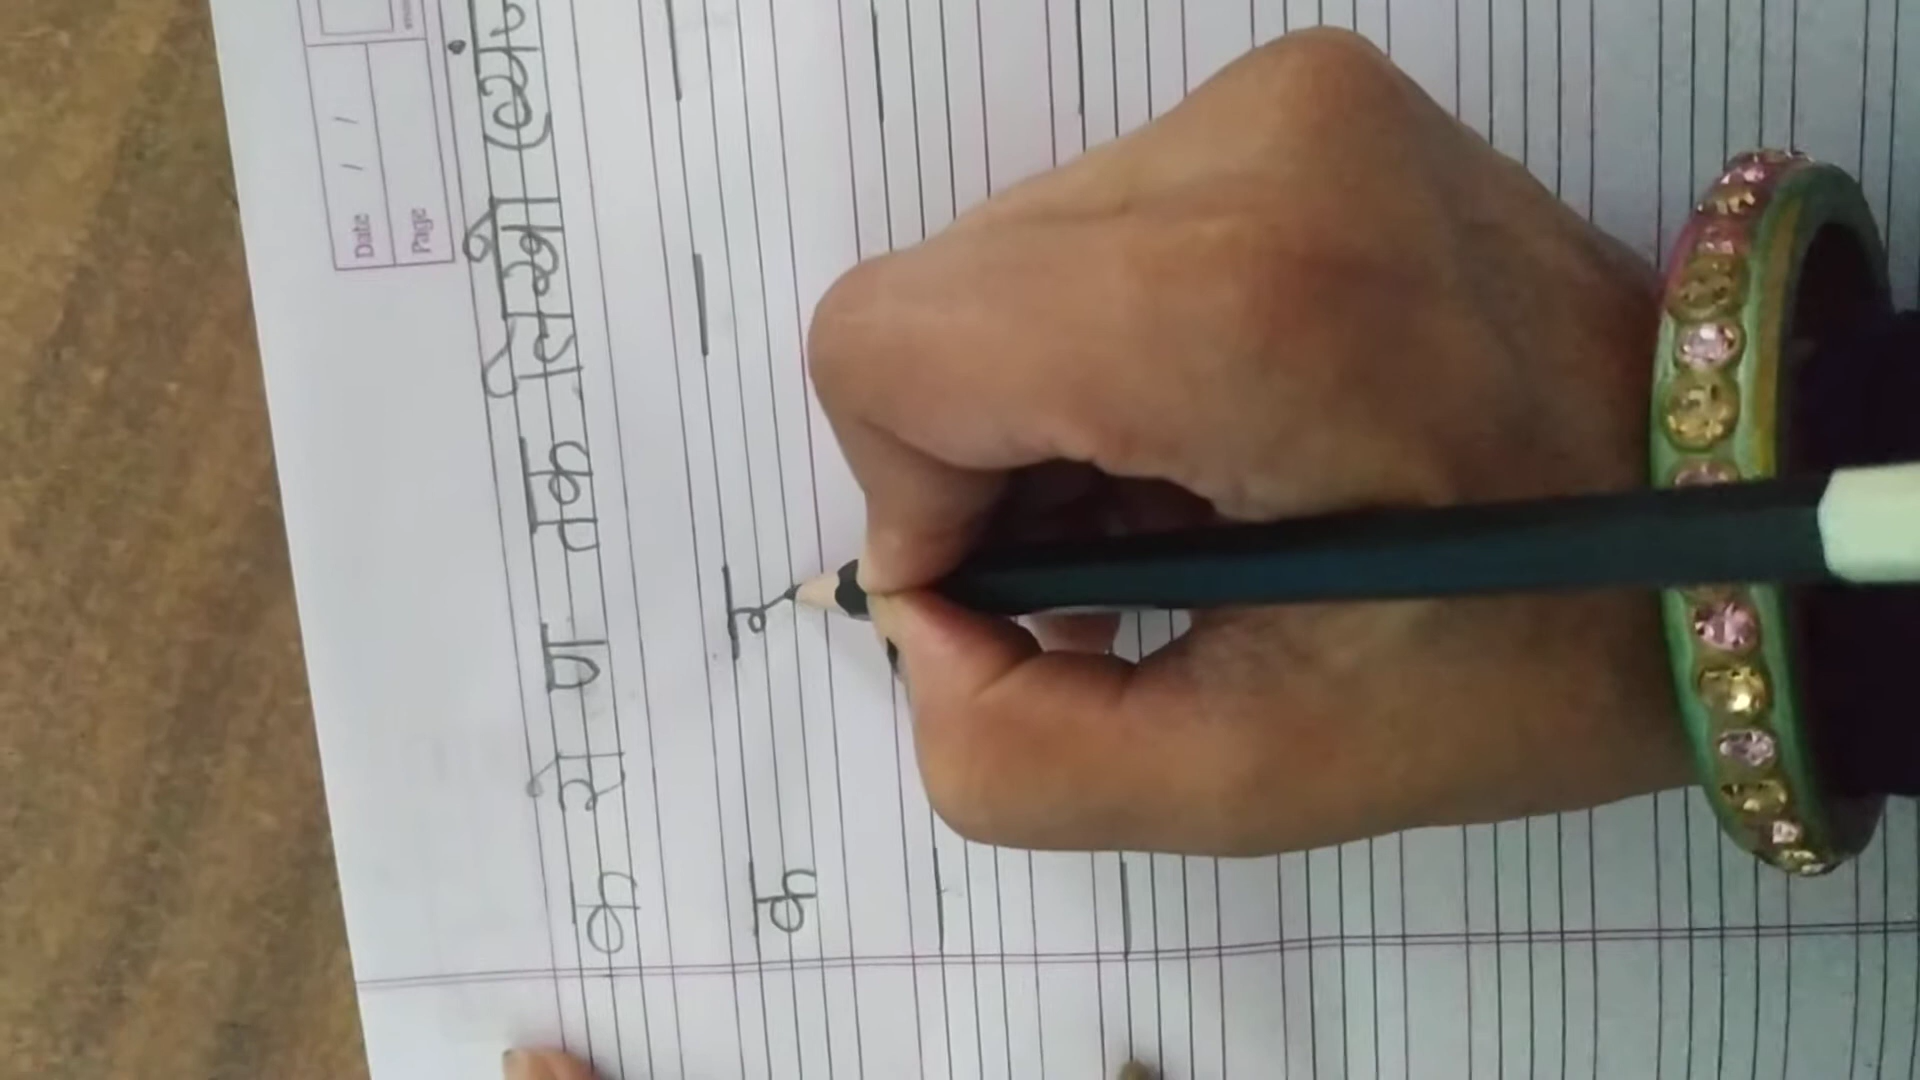 Date / /
Page
क से ण तक लिखो
क